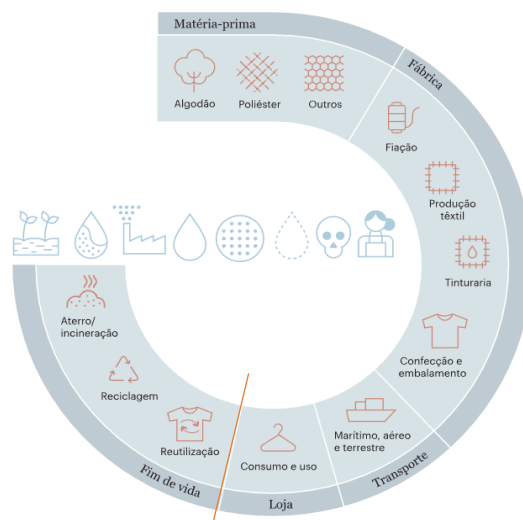 Matéria-prima
Algodão
Poliéster
Outros
Fábrica
Fiação
Produção
têxtil
Tinturaria
Confecção e
embalamento
Transporte
Marítimo, aéreo
e terrestre
Loja
Consumo e uso
Fim de vida
Reutilização
Reciclagem
Aterro/
incineração